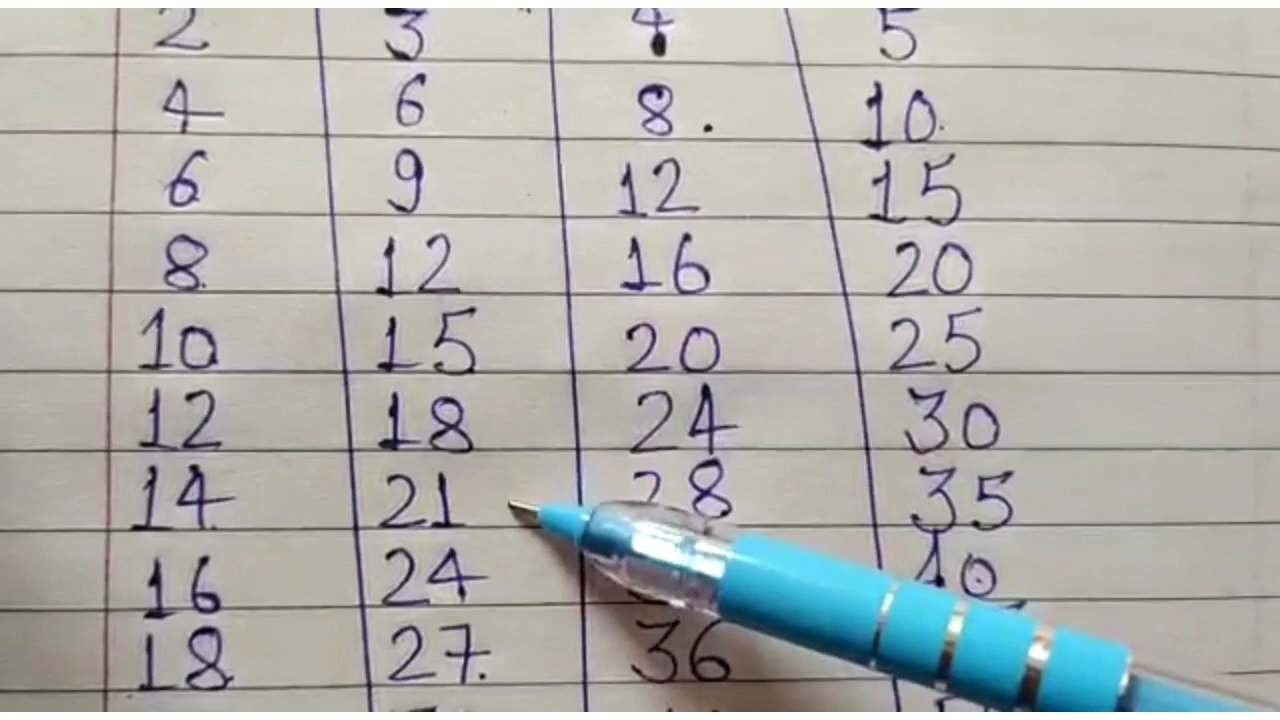 2 3 4 5
4 6 8 10
6 9 12 15
8 12 16 20
10 15 20 25
12 18 24 30
14 21 28 35
16 24 40
18 27 36